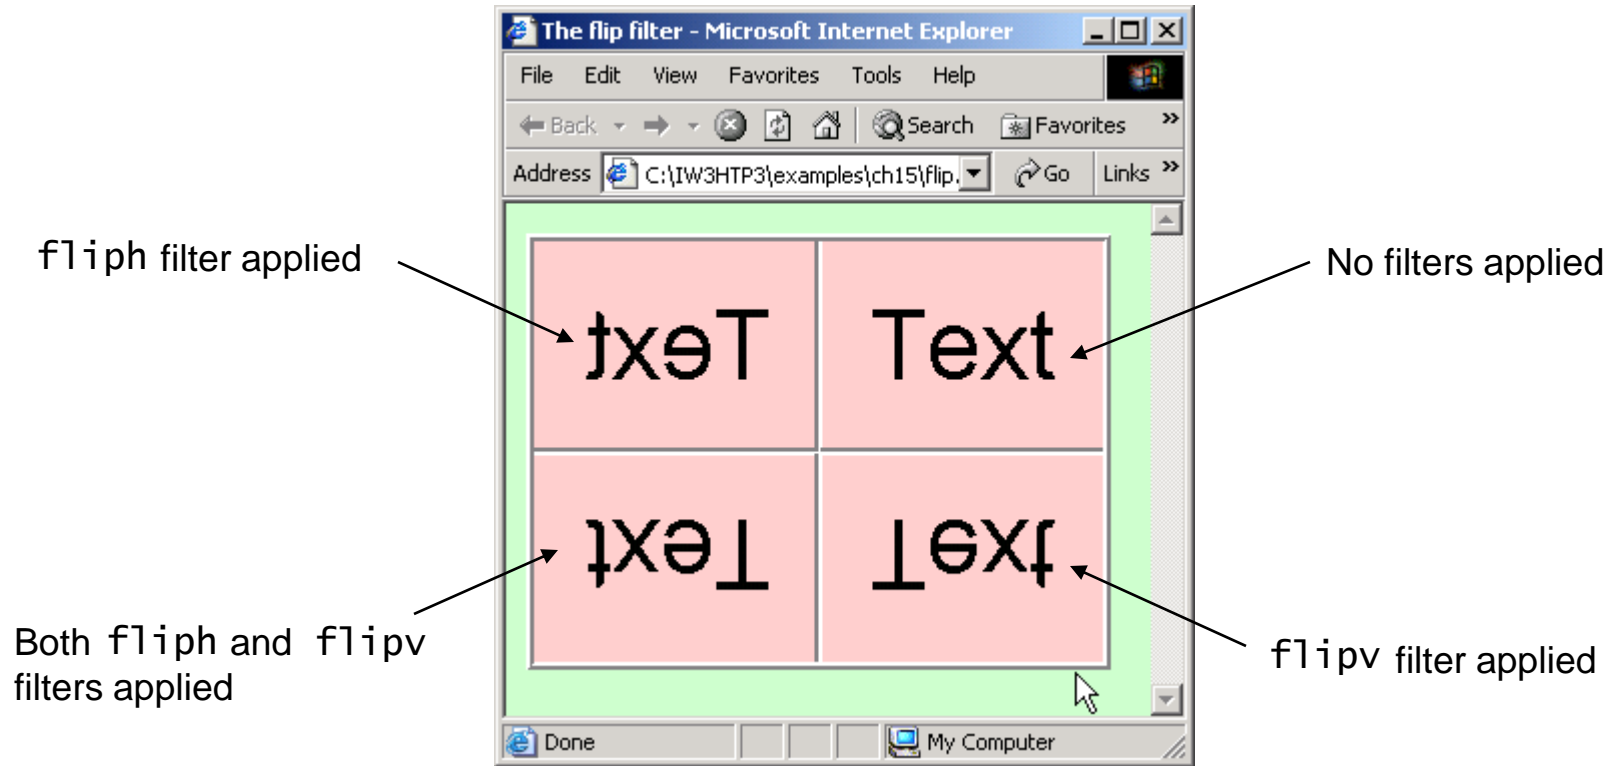 The flip filter - Microsoft Internet Explorer
File Edit View Favorites Tools Help
Back Search Favorites »
Address C:\IW3HTP3\examples\ch15\flip. Go Links »
fliph filter applied
No filters applied
Text Text
Text Text
Both fliph and flipv
filters applied
flipv filter applied
Done My Computer